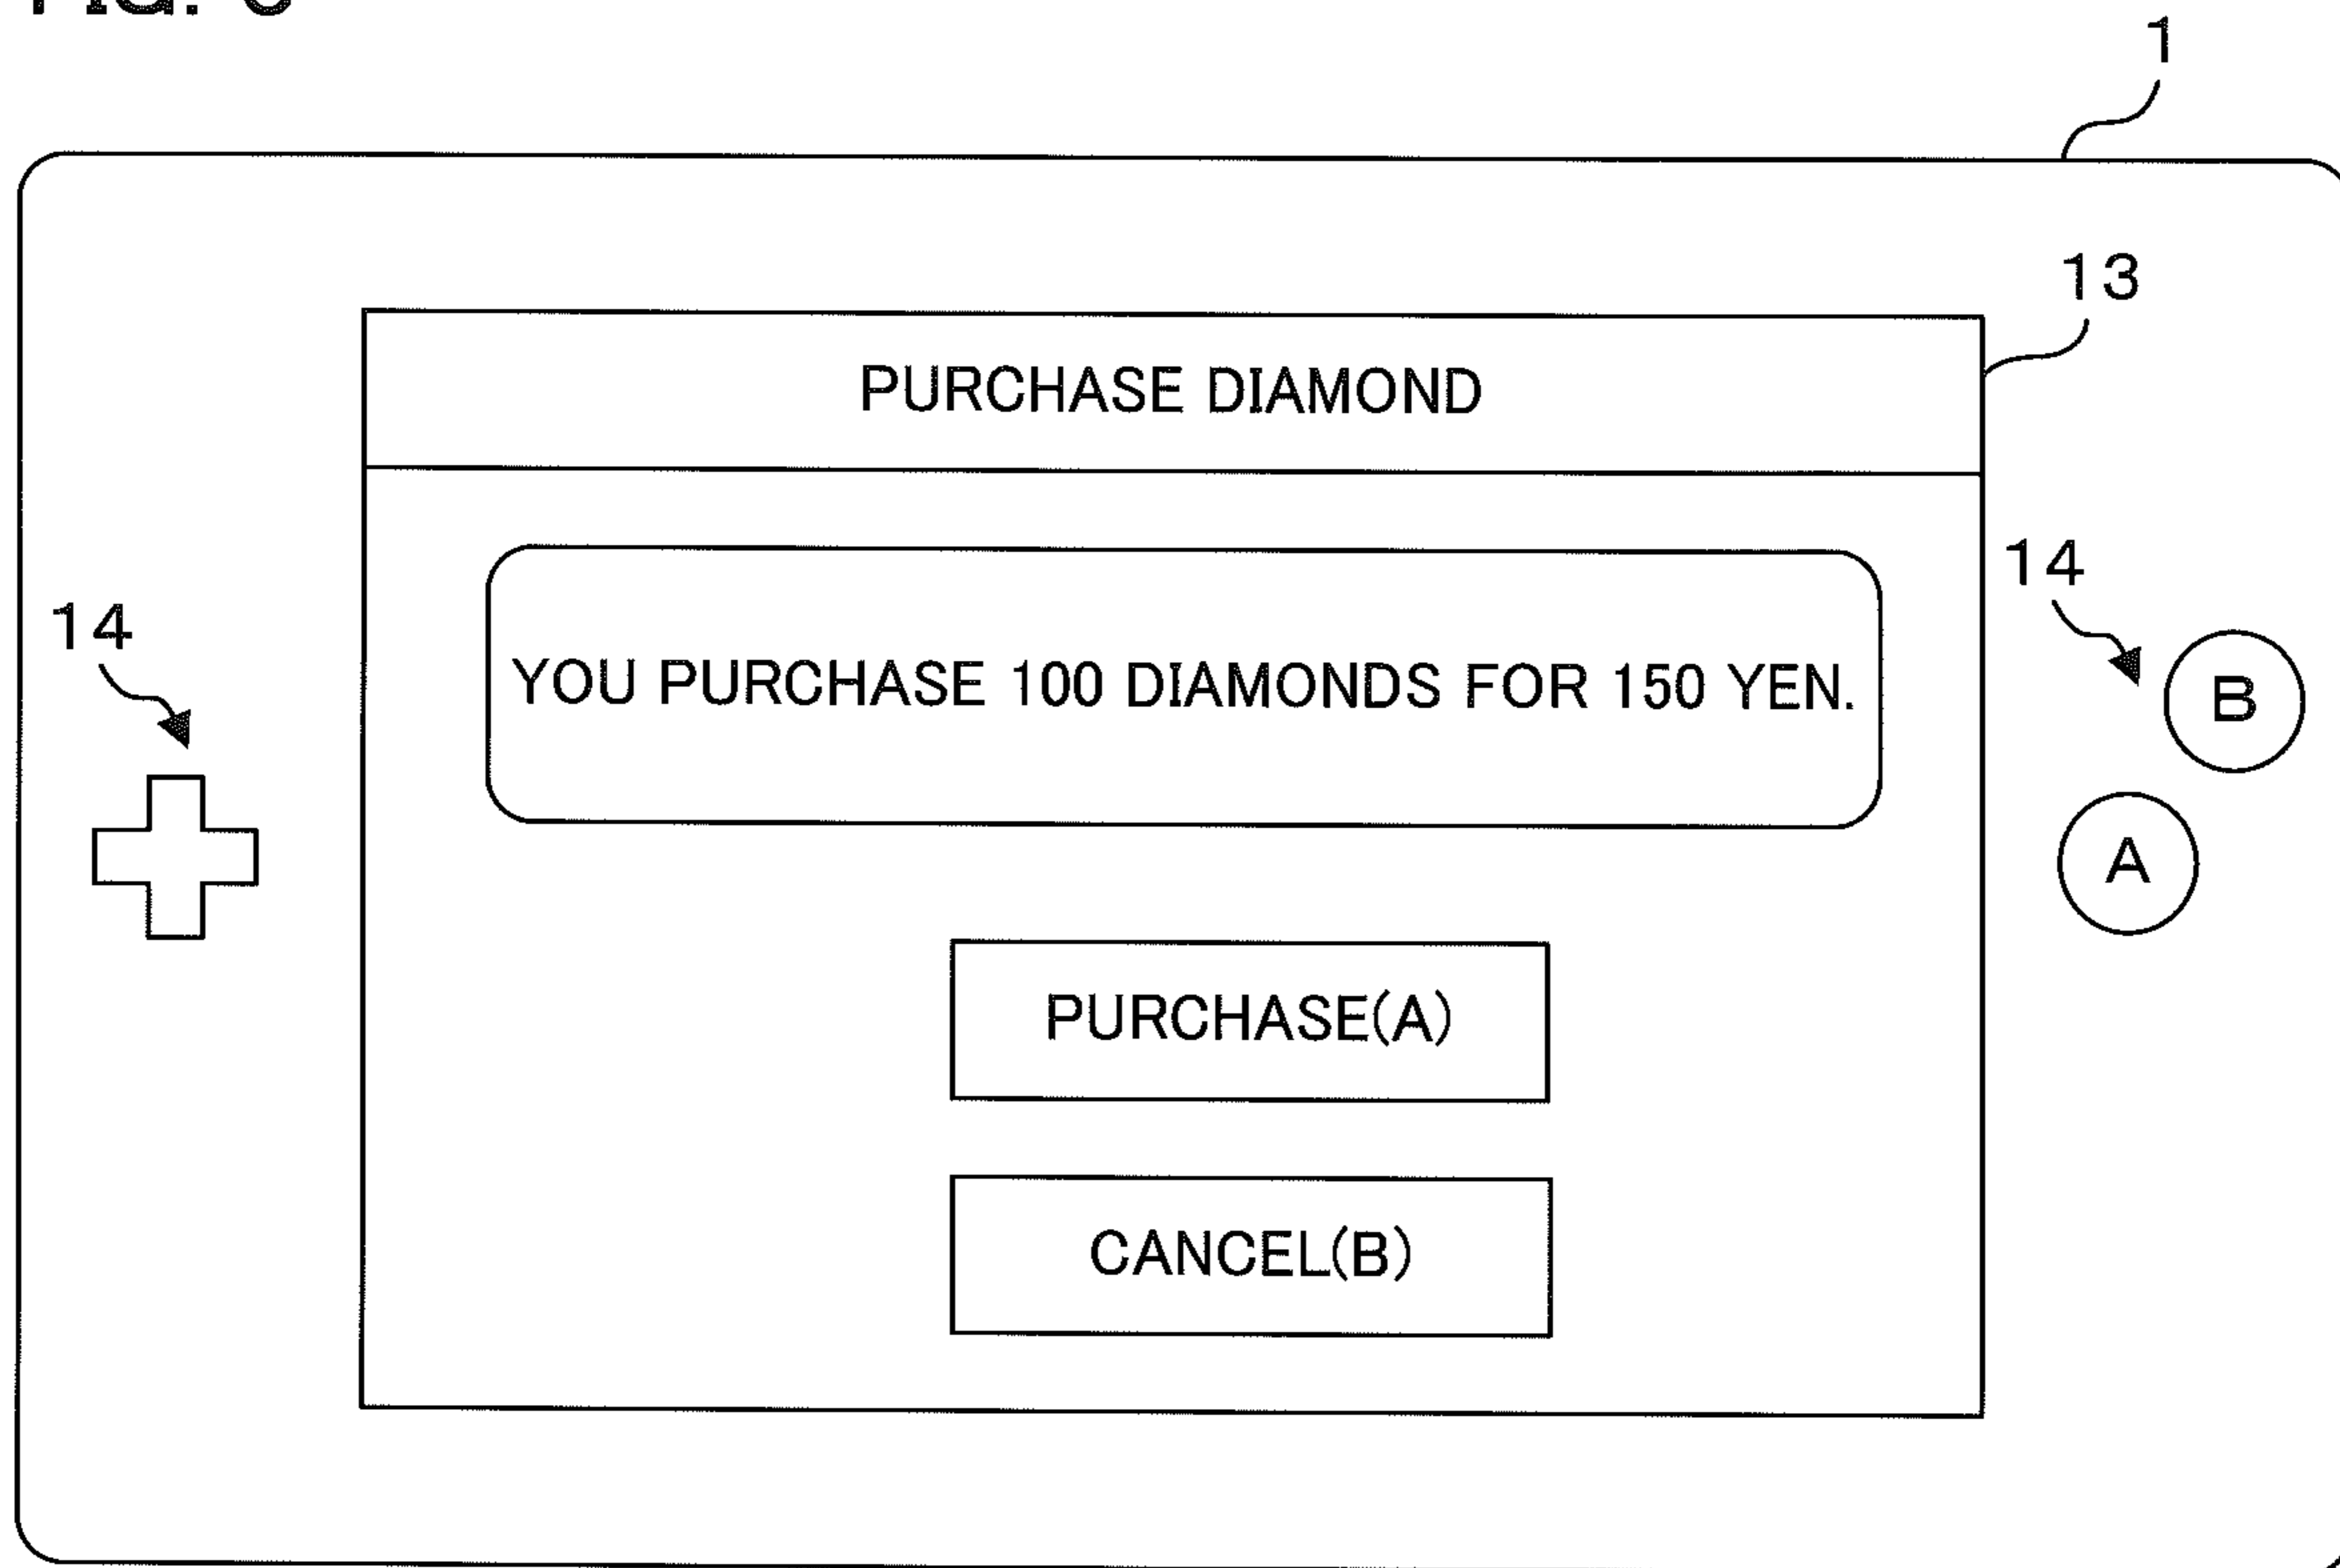 1
13
PURCHASE DIAMOND
14
14
YOU PURCHASE 100 DIAMONDS FOR 150 YEN.
B
A
PURCHASE(A)
CANCEL(B)